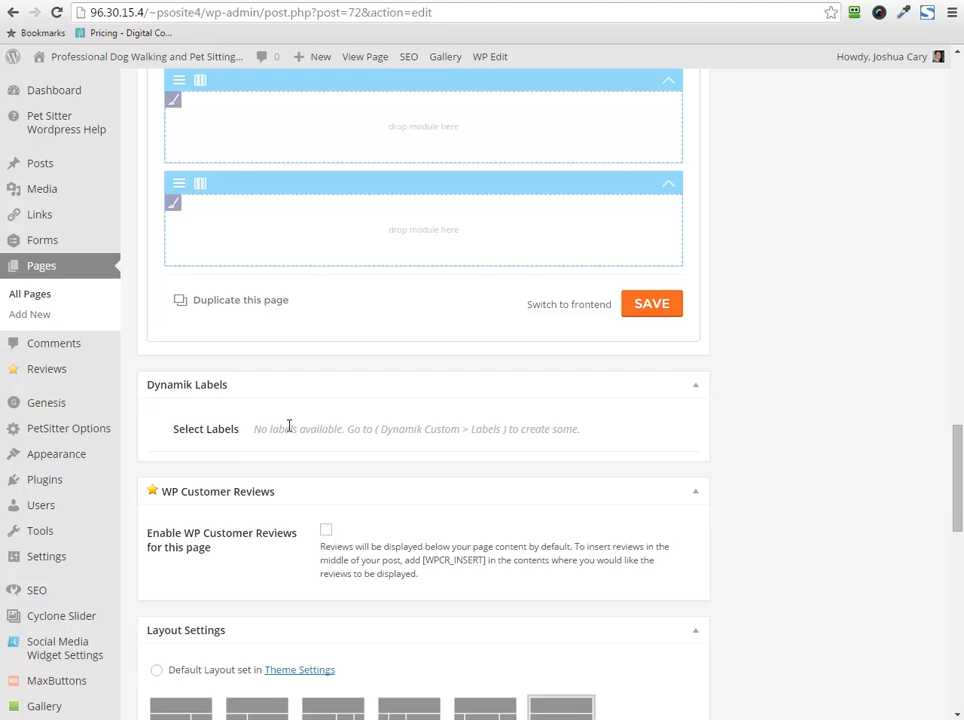 96.30.15.4/~psosite4/wp-admin/post.php?post=72&action=edit
Bookmarks
Pricing - Digital Co...
Professional Dog Walking and Pet Sitting...
0
New
View Page
SEO
Gallery
WP Edit
Howdy, Joshua Cary
Dashboard
Pet Sitter
Wordpress Help
Posts
Media
Links
Forms
Pages
All Pages
Add New
Comments
Reviews
Genesis
PetSitter Options
Appearance
Plugins
Users
Tools
Settings
SEO
Cyclone Slider
Social Media
Widget Settings
MaxButtons
Gallery
drop module here
drop module here
Duplicate this page
Switch to frontend
SAVE
Dynamik Labels
Select Labels
No labels available. Go to ( Dynamik Custom > Labels ) to create some.
WP Customer Reviews
Enable WP Customer Reviews
for this page
Reviews will be displayed below your page content by default. To insert reviews in the
middle of your post, add [WPCR_INSERT] in the contents where you would like the
reviews to be displayed.
Layout Settings
Default Layout set in Theme Settings